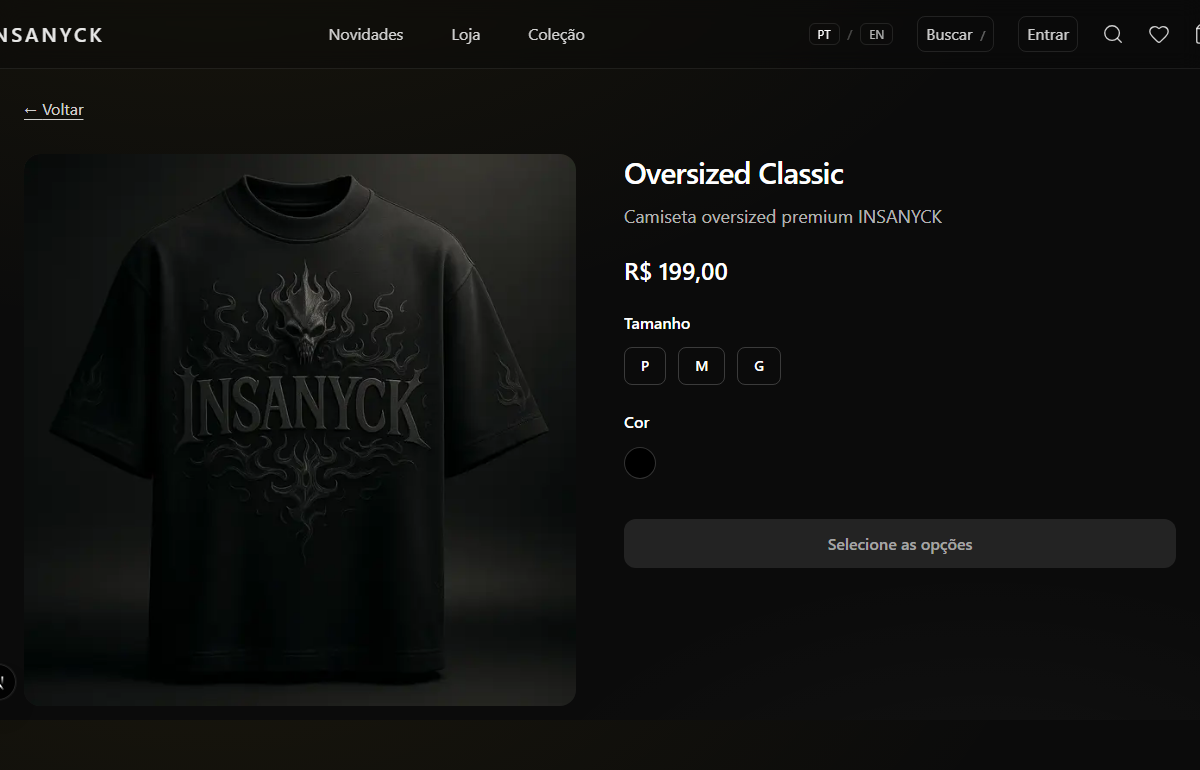 NSANYCK
Novidades
Loja
Coleção
PT / EN
Buscar /
Entrar
← Voltar
INSANYCK
Oversized Classic
Camiseta oversized premium INSANYCK
R$ 199,00
Tamanho
P M G
Cor
Selecione as opções